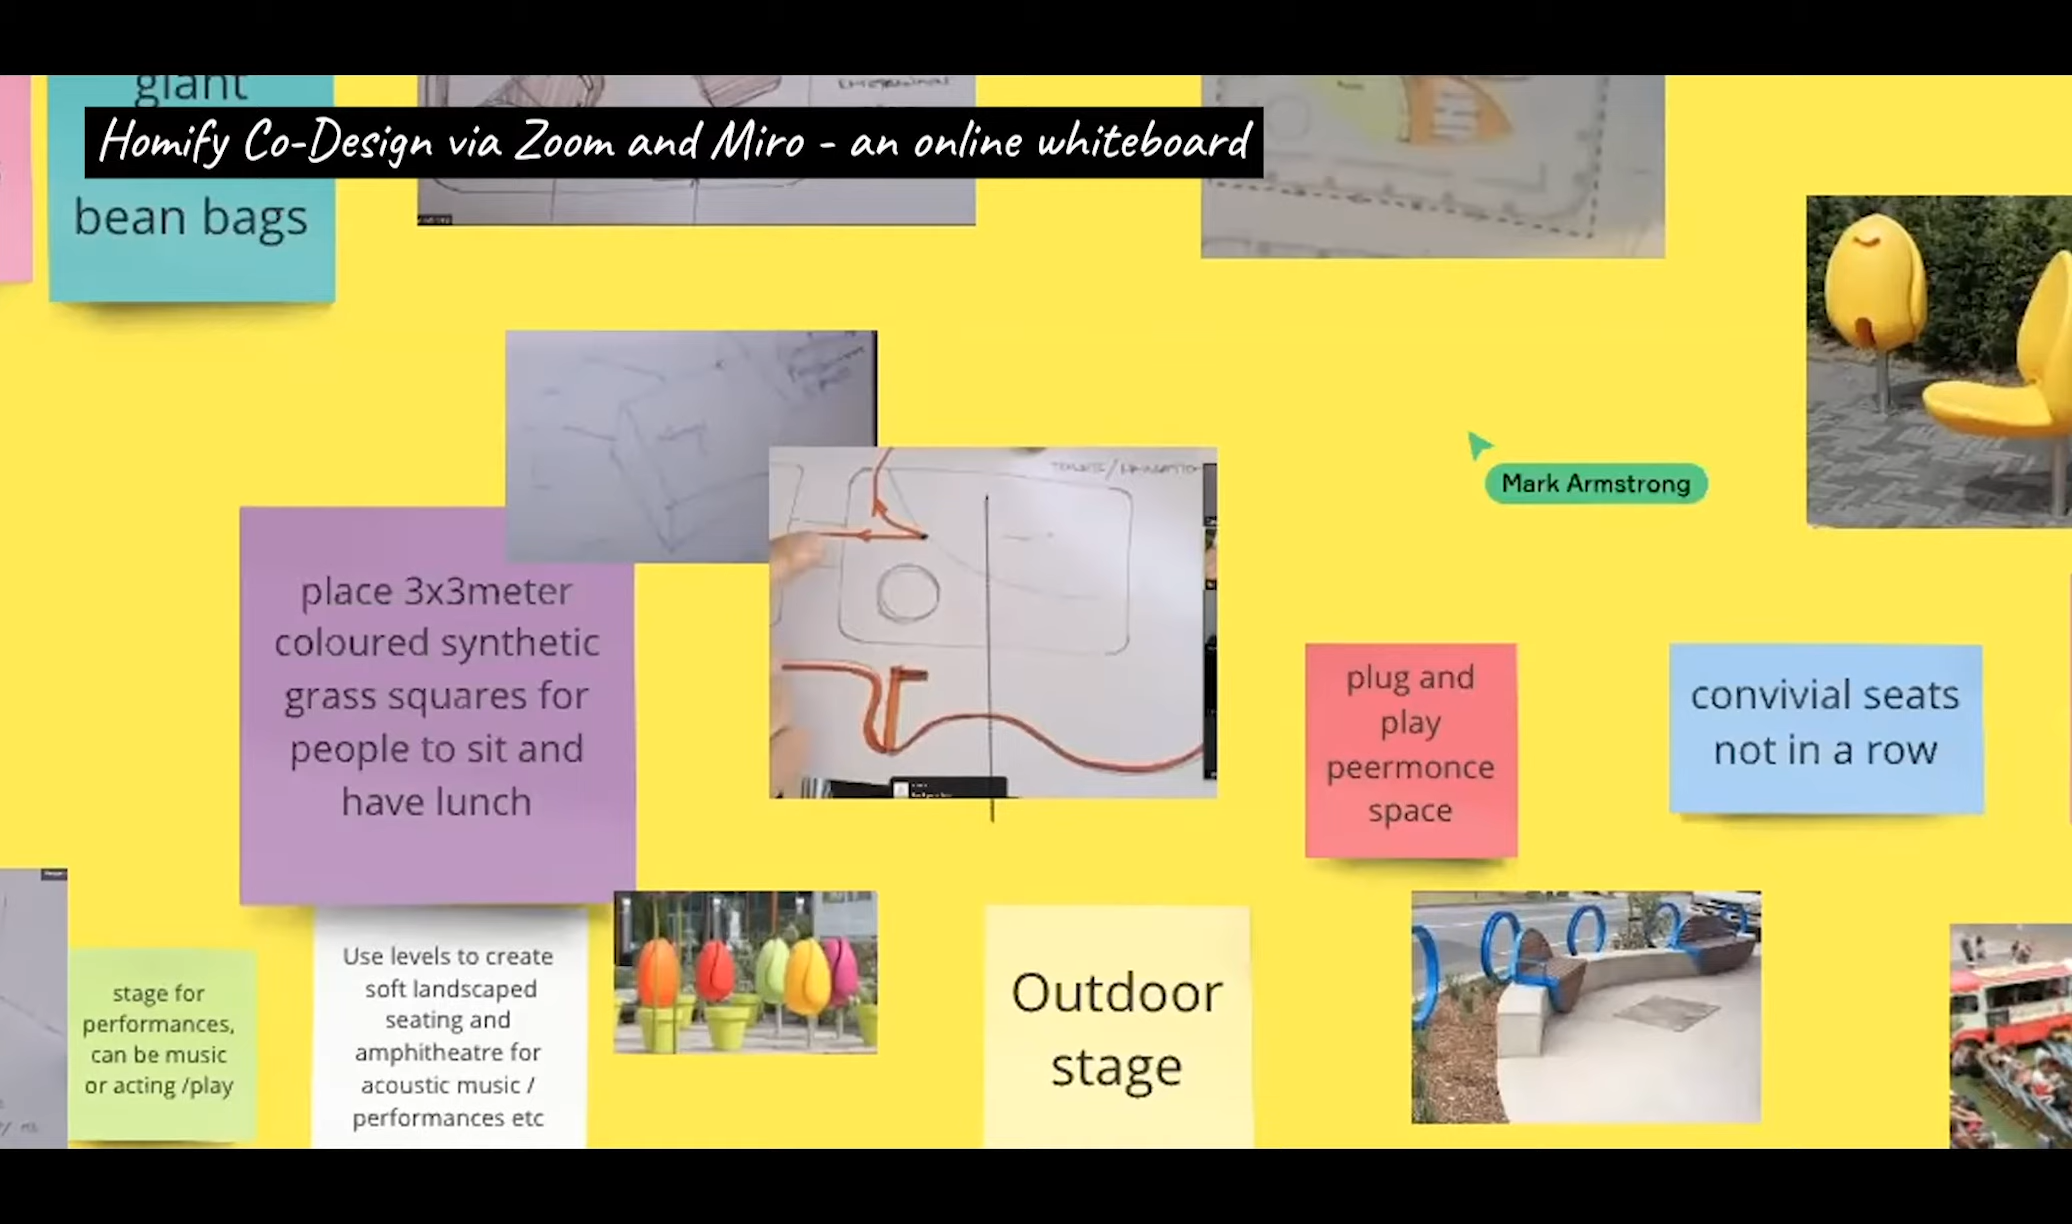 giant
bean bags
Homify Co-Design via Zoom and Miro - an online whiteboard
Mark Armstrong
place 3x3meter
coloured synthetic
grass squares for
people to sit and
have lunch
plug and
play
peermonce
space
convivial seats
not in a row
stage for
performances,
can be music
or acting /play
Use levels to create
soft landscaped
seating and
amphitheatre for
acoustic music /
performances etc
Outdoor
stage